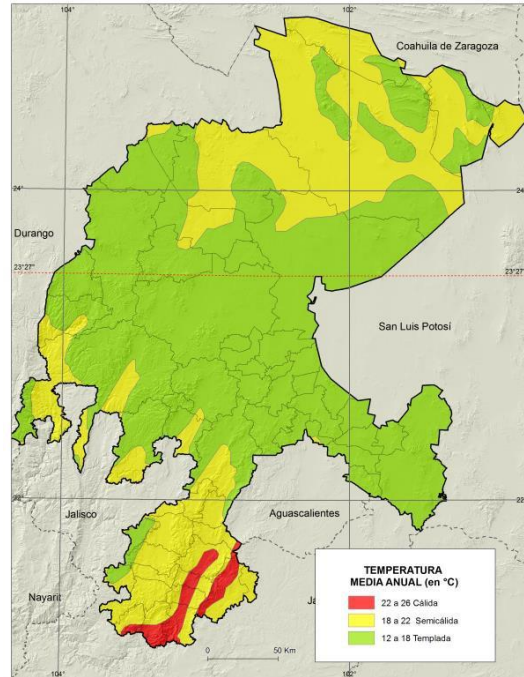 104°
102°
Coahuila de Zaragoza
24°
24°
Durango
23°27"
23°27"
San Luis Potosí
22°
22°
Jalisco
Aguascalientes
Nayarit
TEMPERATURA
MEDIA ANUAL (en °C)
22 a 26 Cálida
18 a 22 Semicálida
12 a 18 Templada
0 50 Km
104°
102°